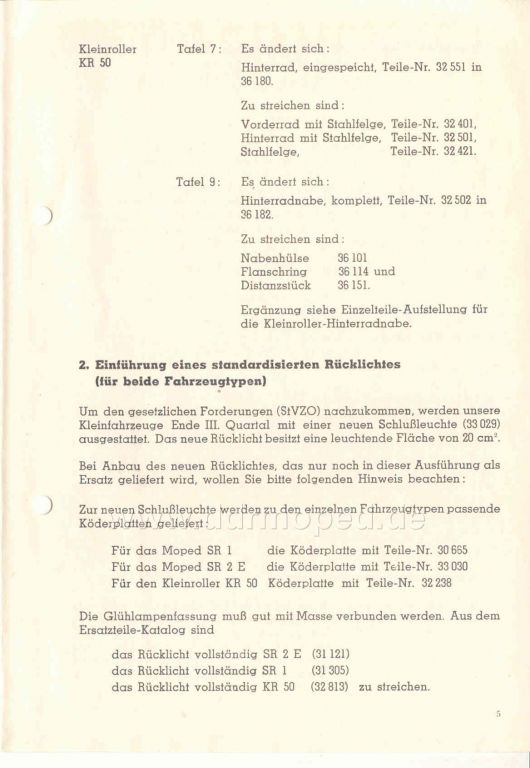 Kleinroller Tafel 7: Es ändert sich:
KR 50
Hinterrad, eingespeicht, Teile-Nr. 32 551 in
36 180.
Zu streichen sind:
Vorderrad mit Stahlfelge, Teile-Nr. 32 401,
Hinterrad mit Stahlfelge, Teile-Nr. 32 501,
Stahlfelge, Teile-Nr. 32 421.
Tafel 9: Es ändert sich:
Hinterradnabe, komplett, Teile-Nr. 32 502 in
36 182.
Zu streichen sind:
Nabenhülse 36 101
Flanschring 36 114 und
Distanzstück 36 151.
Ergänzung siehe Einzelteile-Aufstellung für
die Kleinroller-Hinterradnabe.
2. Einführung eines standardisierten Rücklichtes
(für beide Fahrzeugtypen)
Um den gesetzlichen Forderungen (StVZO) nachzukommen, werden unsere
Kleinfahrzeuge Ende III. Quartal mit einer neuen Schlußleuchte (33 029)
ausgestattet. Das neue Rücklicht besitzt eine leuchtende Fläche von 20 cm².
Bei Anbau des neuen Rücklichtes, das nur noch in dieser Ausführung als
Ersatz geliefert wird, wollen Sie bitte folgenden Hinweis beachten:
Zur neuen Schlußleuchte werden zu den einzelnen Fahrzeugtypen passende
Köderplatten geliefert:
Für das Moped SR 1 die Köderplatte mit Teile-Nr. 30 665
Für das Moped SR 2 E die Köderplatte mit Teile-Nr. 33 030
Für den Kleinroller KR 50 Köderplatte mit Teile-Nr. 32 238
Die Glühlampenfassung muß gut mit Masse verbunden werden. Aus dem
Ersatzteile-Katalog sind
das Rücklicht vollständig SR 2 E (31 121)
das Rücklicht vollständig SR 1 (31 305)
das Rücklicht vollständig KR 50 (32 813) zu streichen.
5